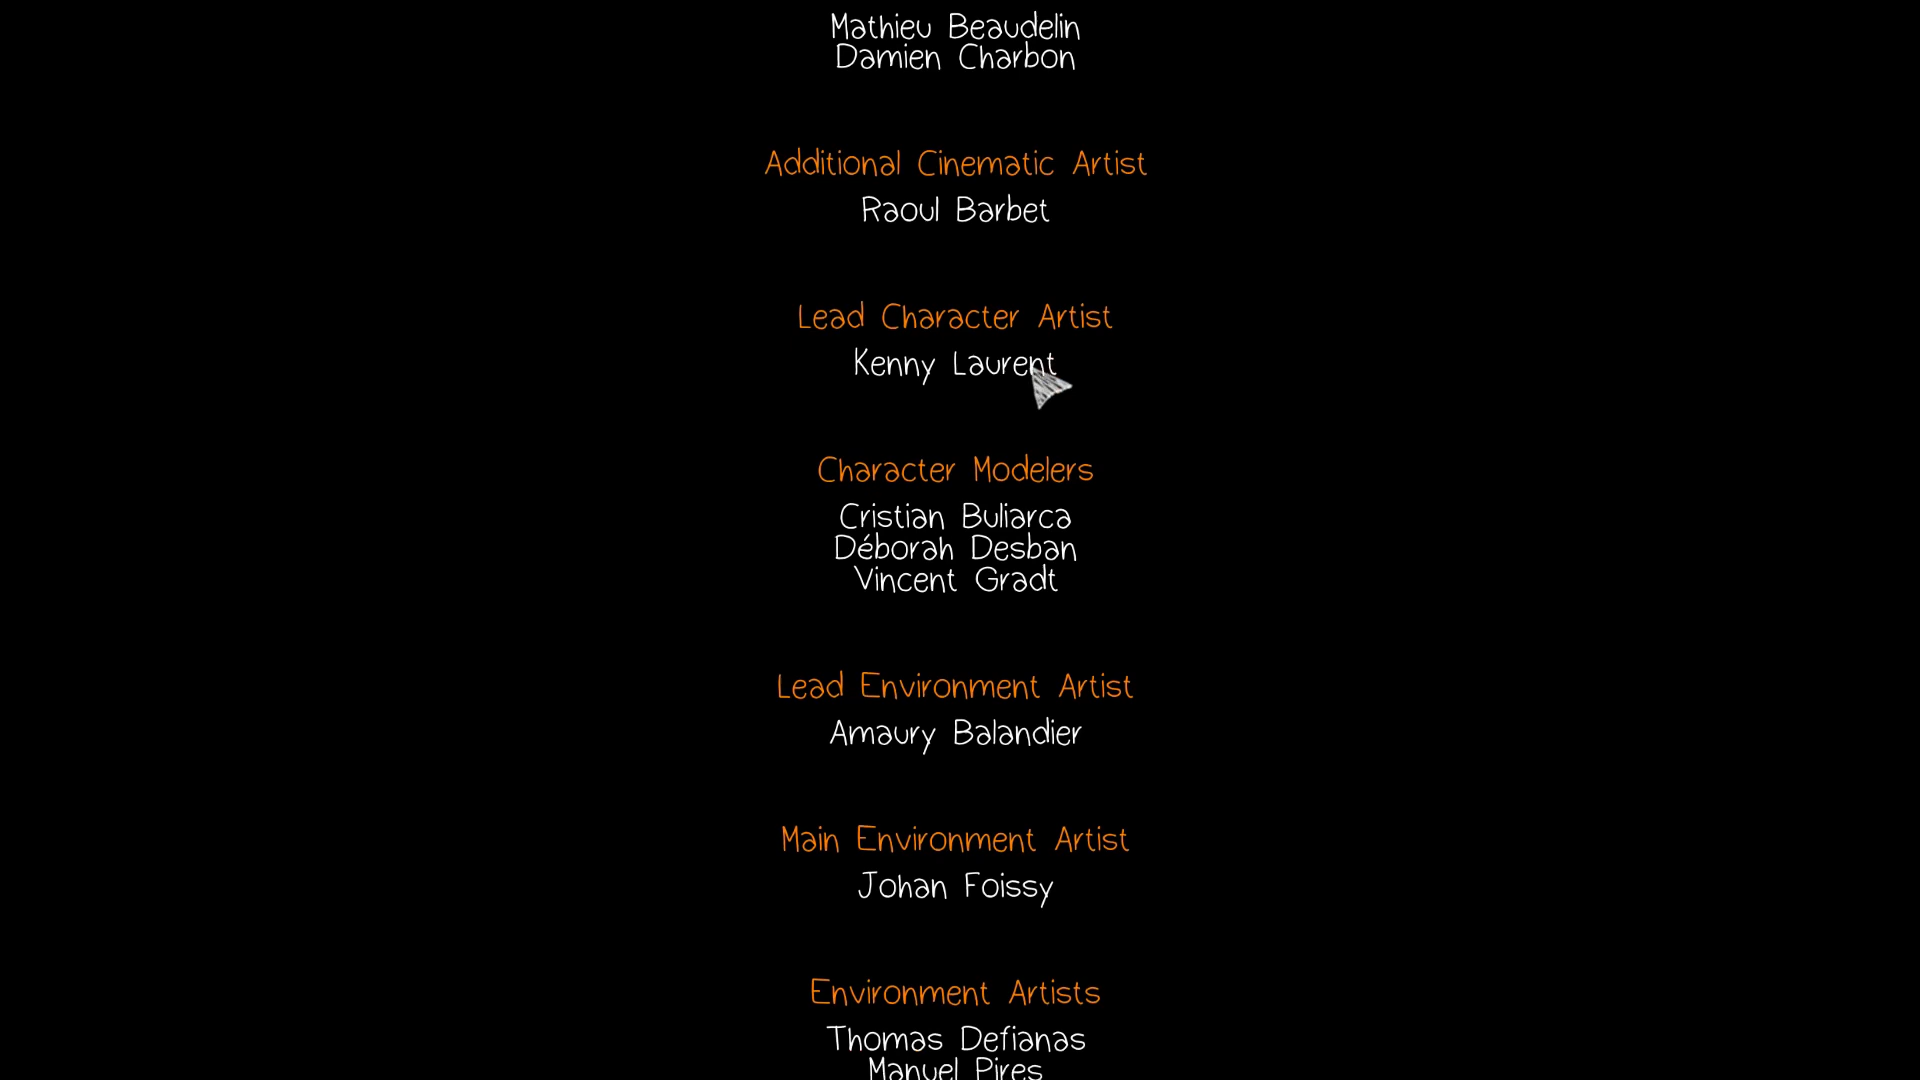 Mathieu Beaudelin
Damien Charbon
Additional Cinematic Artist
Raoul Barbet
Lead Character Artist
Kenny Laurent
Character Modelers
Cristian Buliarca
Déborah Desban
Vincent Gradt
Lead Environment Artist
Amaury Balandier
Main Environment Artist
Johan Foissy
Environment Artists
Thomas Defianas
Manuel Pires